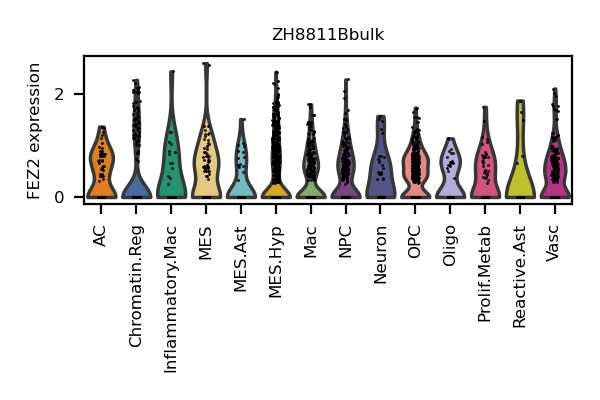 ZH8811Bbulk
FEZ2 expression
2
0
AC
Chromatin.Reg
Inflammatory.Mac
MES
MES.Ast
MES.Hyp
Mac
NPC
Neuron
OPC
Oligo
Prolif.Metab
Reactive.Ast
Vasc